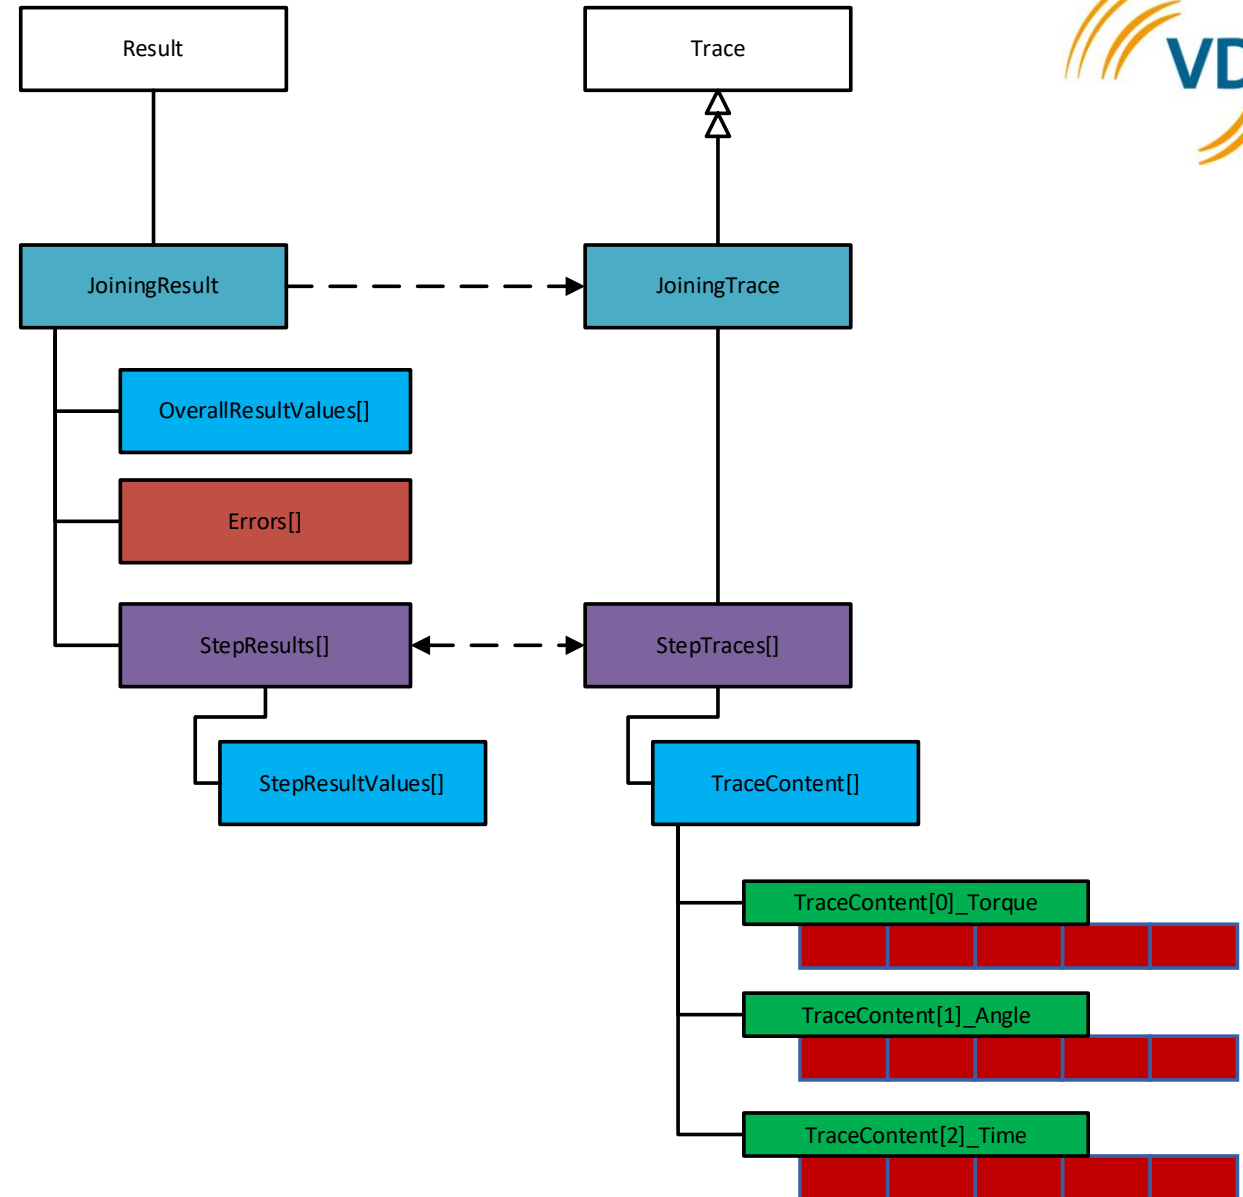 Result
Trace
VD
JoiningResult
JoiningTrace
OverallResultValues[]
Errors[]
StepResults[]
StepTraces[]
StepResultValues[]
TraceContent[]
TraceContent[0]_Torque
TraceContent[1]_Angle
TraceContent[2]_Time